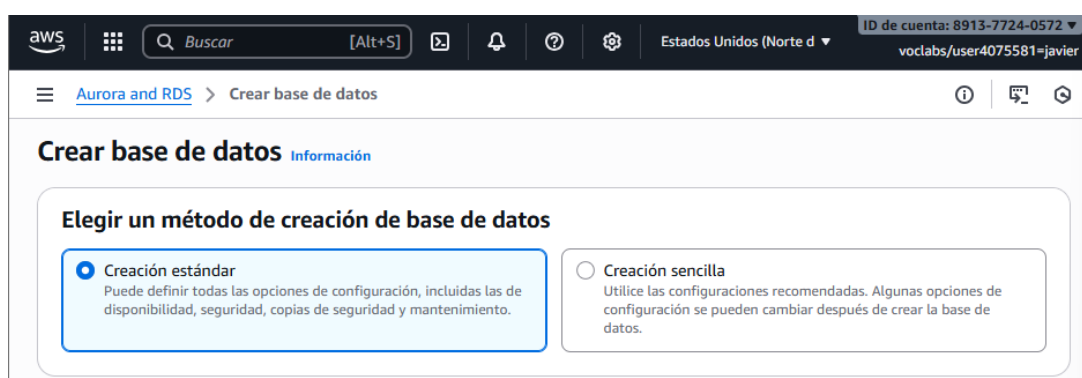 aws
Buscar [Alt+S] Estados Unidos (Norte d ▼ ID de cuenta: 8913-7724-0572 ▼
voclabs/user4075581=javier
Aurora and RDS > Crear base de datos
Crear base de datos Información
Elegir un método de creación de base de datos
Creación estándar
Puede definir todas las opciones de configuración, incluidas las de
disponibilidad, seguridad, copias de seguridad y mantenimiento.
Creación sencilla
Utilice las configuraciones recomendadas. Algunas opciones de
configuración se pueden cambiar después de crear la base de
datos.